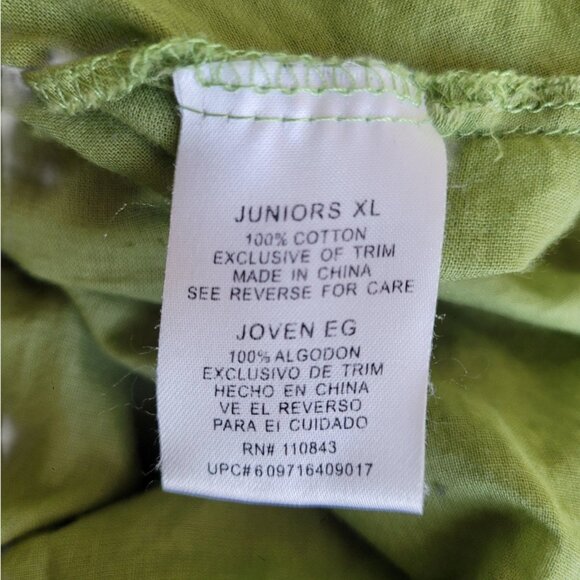 JUNIORS XL
100% COTTON
EXCLUSIVE OF TRIM
MADE IN CHINA
SEE REVERSE FOR CARE
JOVEN EG
100% ALGODON
EXCLUSIVO DE TRIM
HECHO EN CHINA
VE EL REVERSO
PARA El CUIDADO
RN# 110843
UPC#609716409017